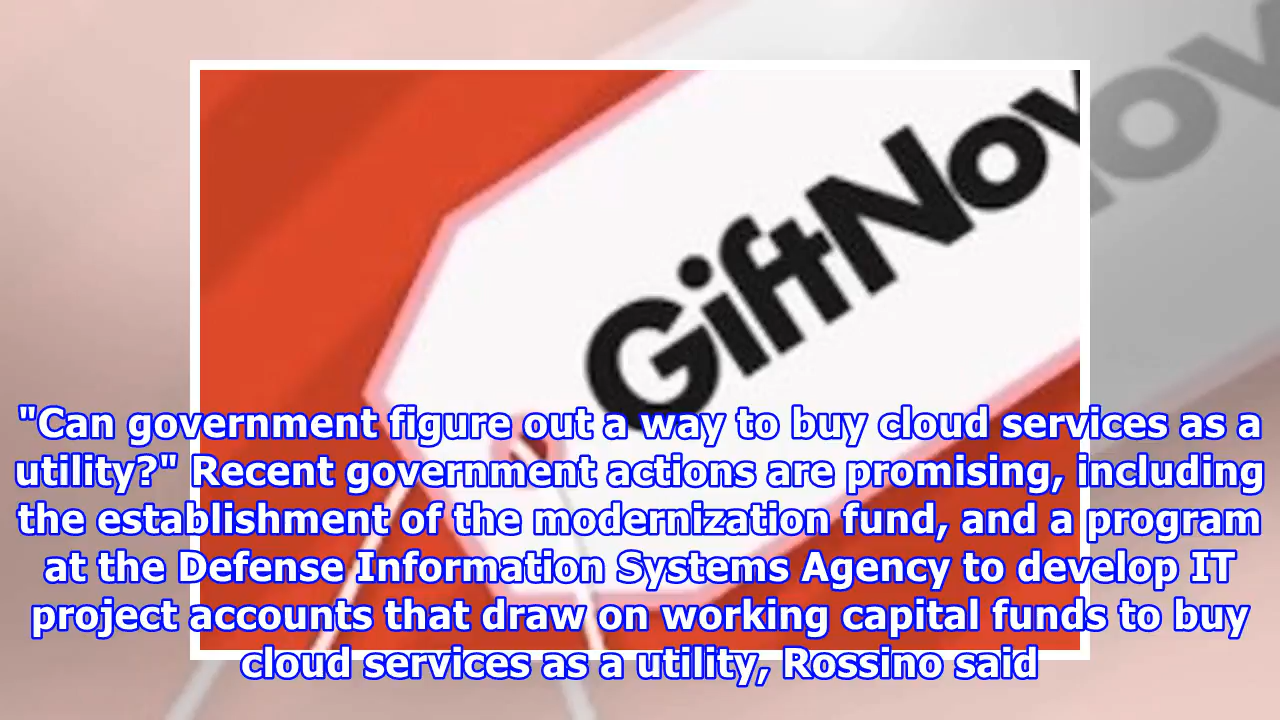 GiftNov
"Can government figure out a way to buy cloud services as a
utility?" Recent government actions are promising, including
the establishment of the modernization fund, and a program
at the Defense Information Systems Agency to develop IT
project accounts that draw on working capital funds to buy
cloud services as a utility, Rossino said